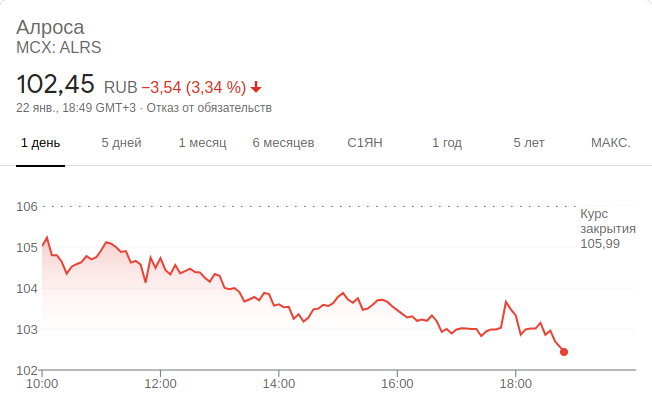 Алроса
MCX: ALRS
102,45 RUB −3,54 (3,34 %)
22 янв., 18:49 GMT+3 · Отказ от обязательств
1 день 5 дней 1 месяц 6 месяцев С1ЯН 1 год 5 лет МАКС.
106
Курс
закрытия
105,99
105
104
103
102
10:00 12:00 14:00 16:00 18:00